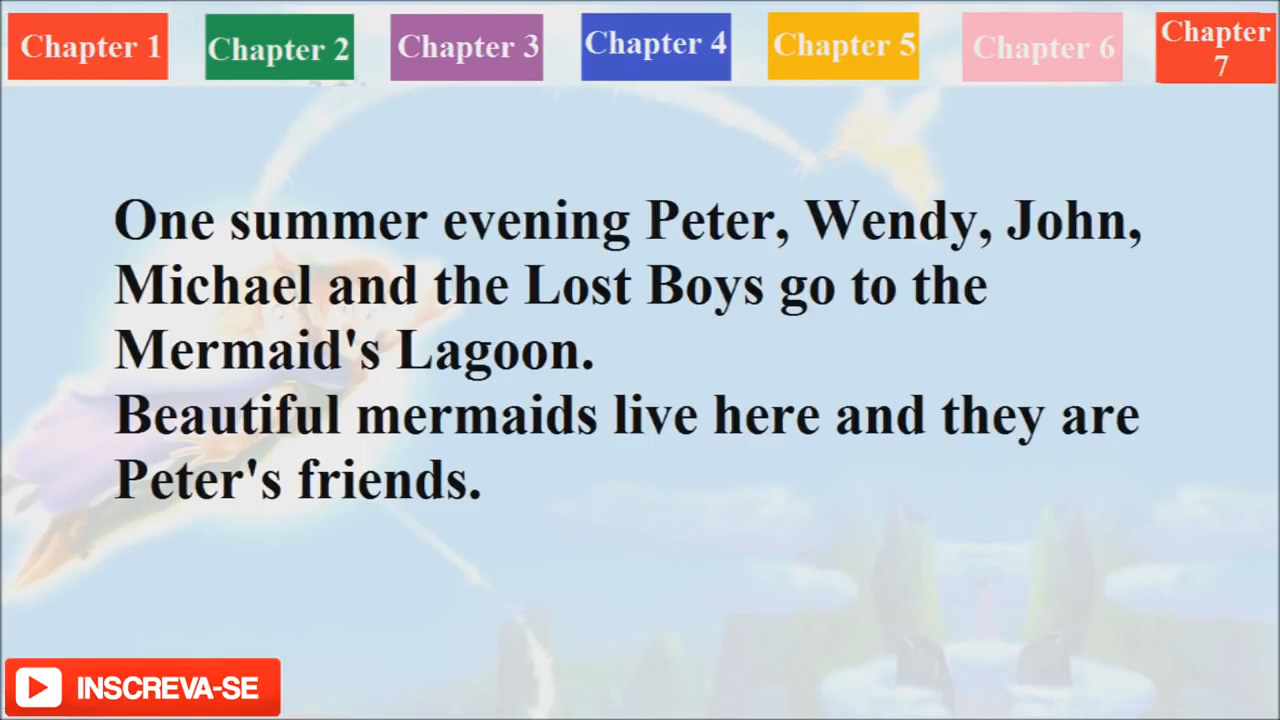 Chapter 1
Chapter 2
Chapter 3
Chapter 4
Chapter 5
Chapter 6
Chapter
7
One summer evening Peter, Wendy, John,
Michael and the Lost Boys go to the
Mermaid's Lagoon.
Beautiful mermaids live here and they are
Peter's friends.
INSCREVA-SE